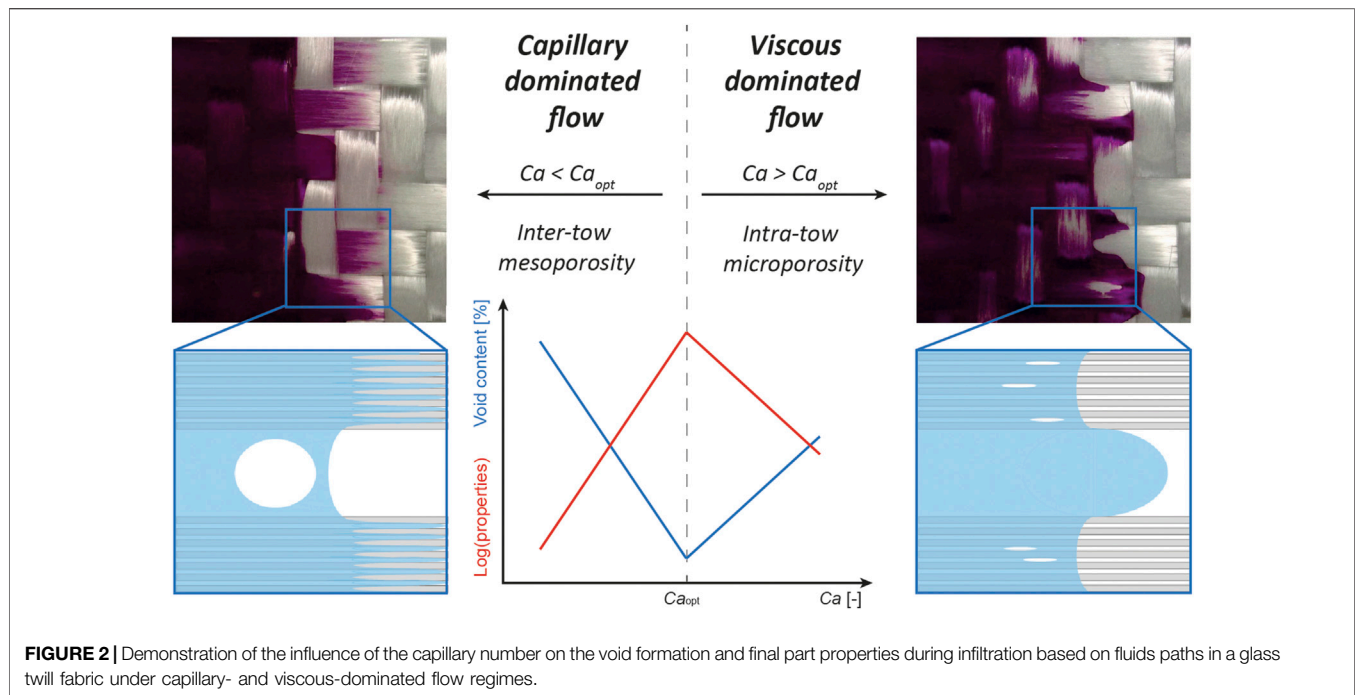 Capillary
dominated
flow
Viscous
dominated
flow
Ca < Ca_opt
Ca > Ca_opt
Inter-tow
mesoporosity
Intra-tow
microporosity
Void content [%]
Log(properties)
Ca_opt
Ca [-]
FIGURE 2 | Demonstration of the influence of the capillary number on the void formation and final part properties during infiltration based on fluids paths in a glass
twill fabric under capillary- and viscous-dominated flow regimes.